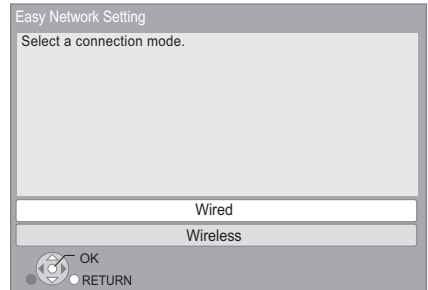 Easy Network Setting
Select a connection mode.
Wired
Wireless
OK
RETURN